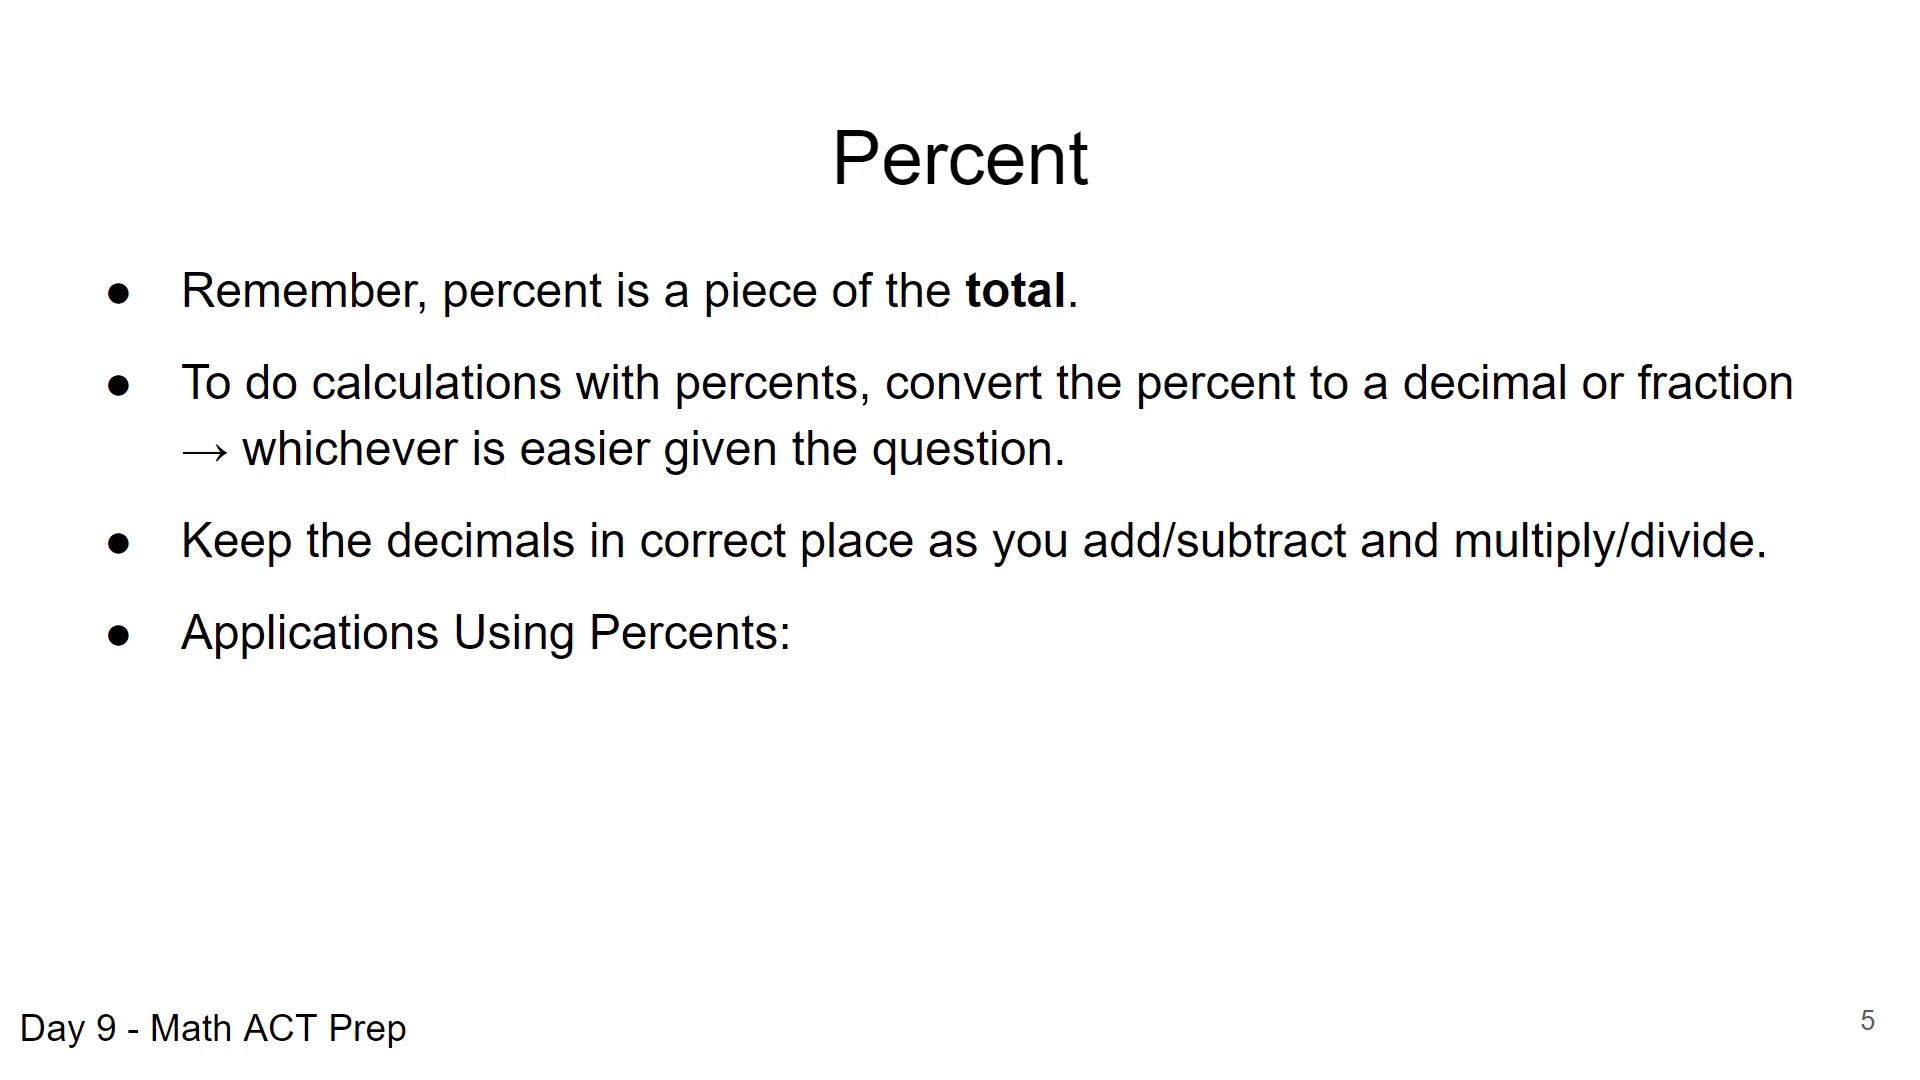 Percent
● Remember, percent is a piece of the total.
● To do calculations with percents, convert the percent to a decimal or fraction
→ whichever is easier given the question.
● Keep the decimals in correct place as you add/subtract and multiply/divide.
● Applications Using Percents:
Day 9 - Math ACT Prep
5